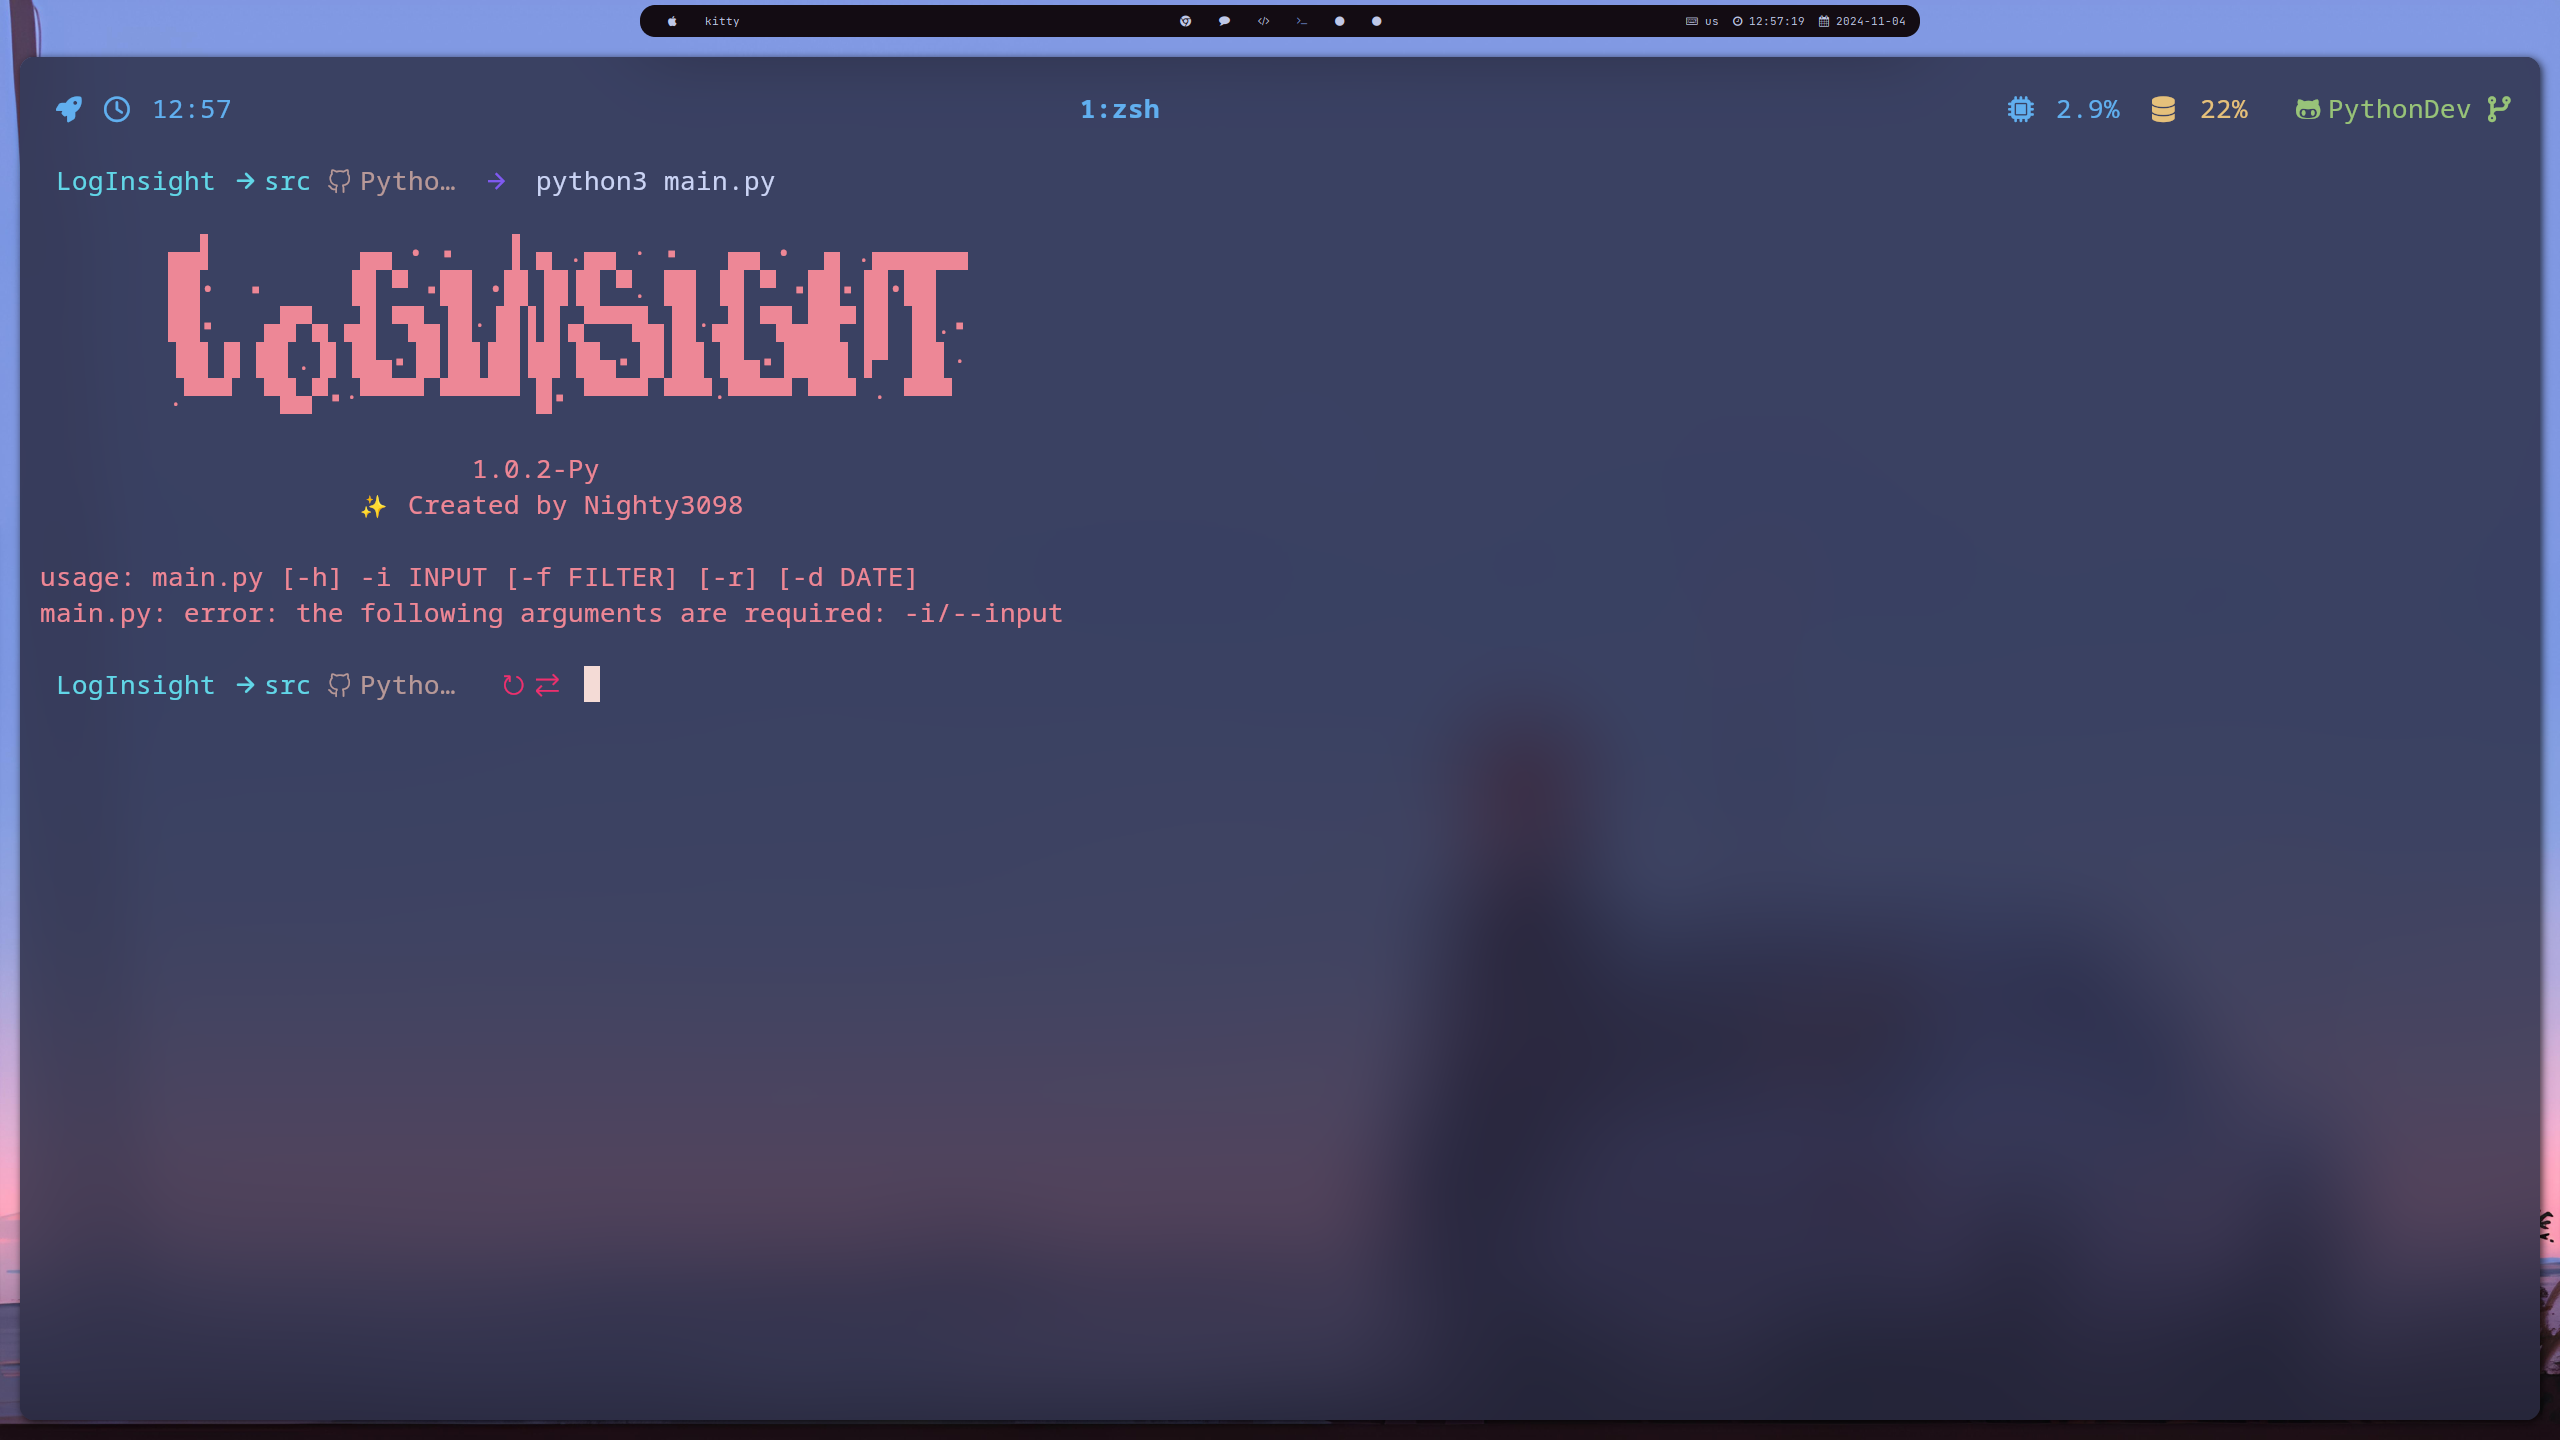 kitty
us 12:57:19 2024-11-04
12:57 1:zsh 2.9% 22% PythonDev
LogInsight → src Pytho… → python3 main.py
LoGINSiGHT
1.0.2-Py
✨ Created by Nighty3098
usage: main.py [-h] -i INPUT [-f FILTER] [-r] [-d DATE]
main.py: error: the following arguments are required: -i/--input
LogInsight → src Pytho…